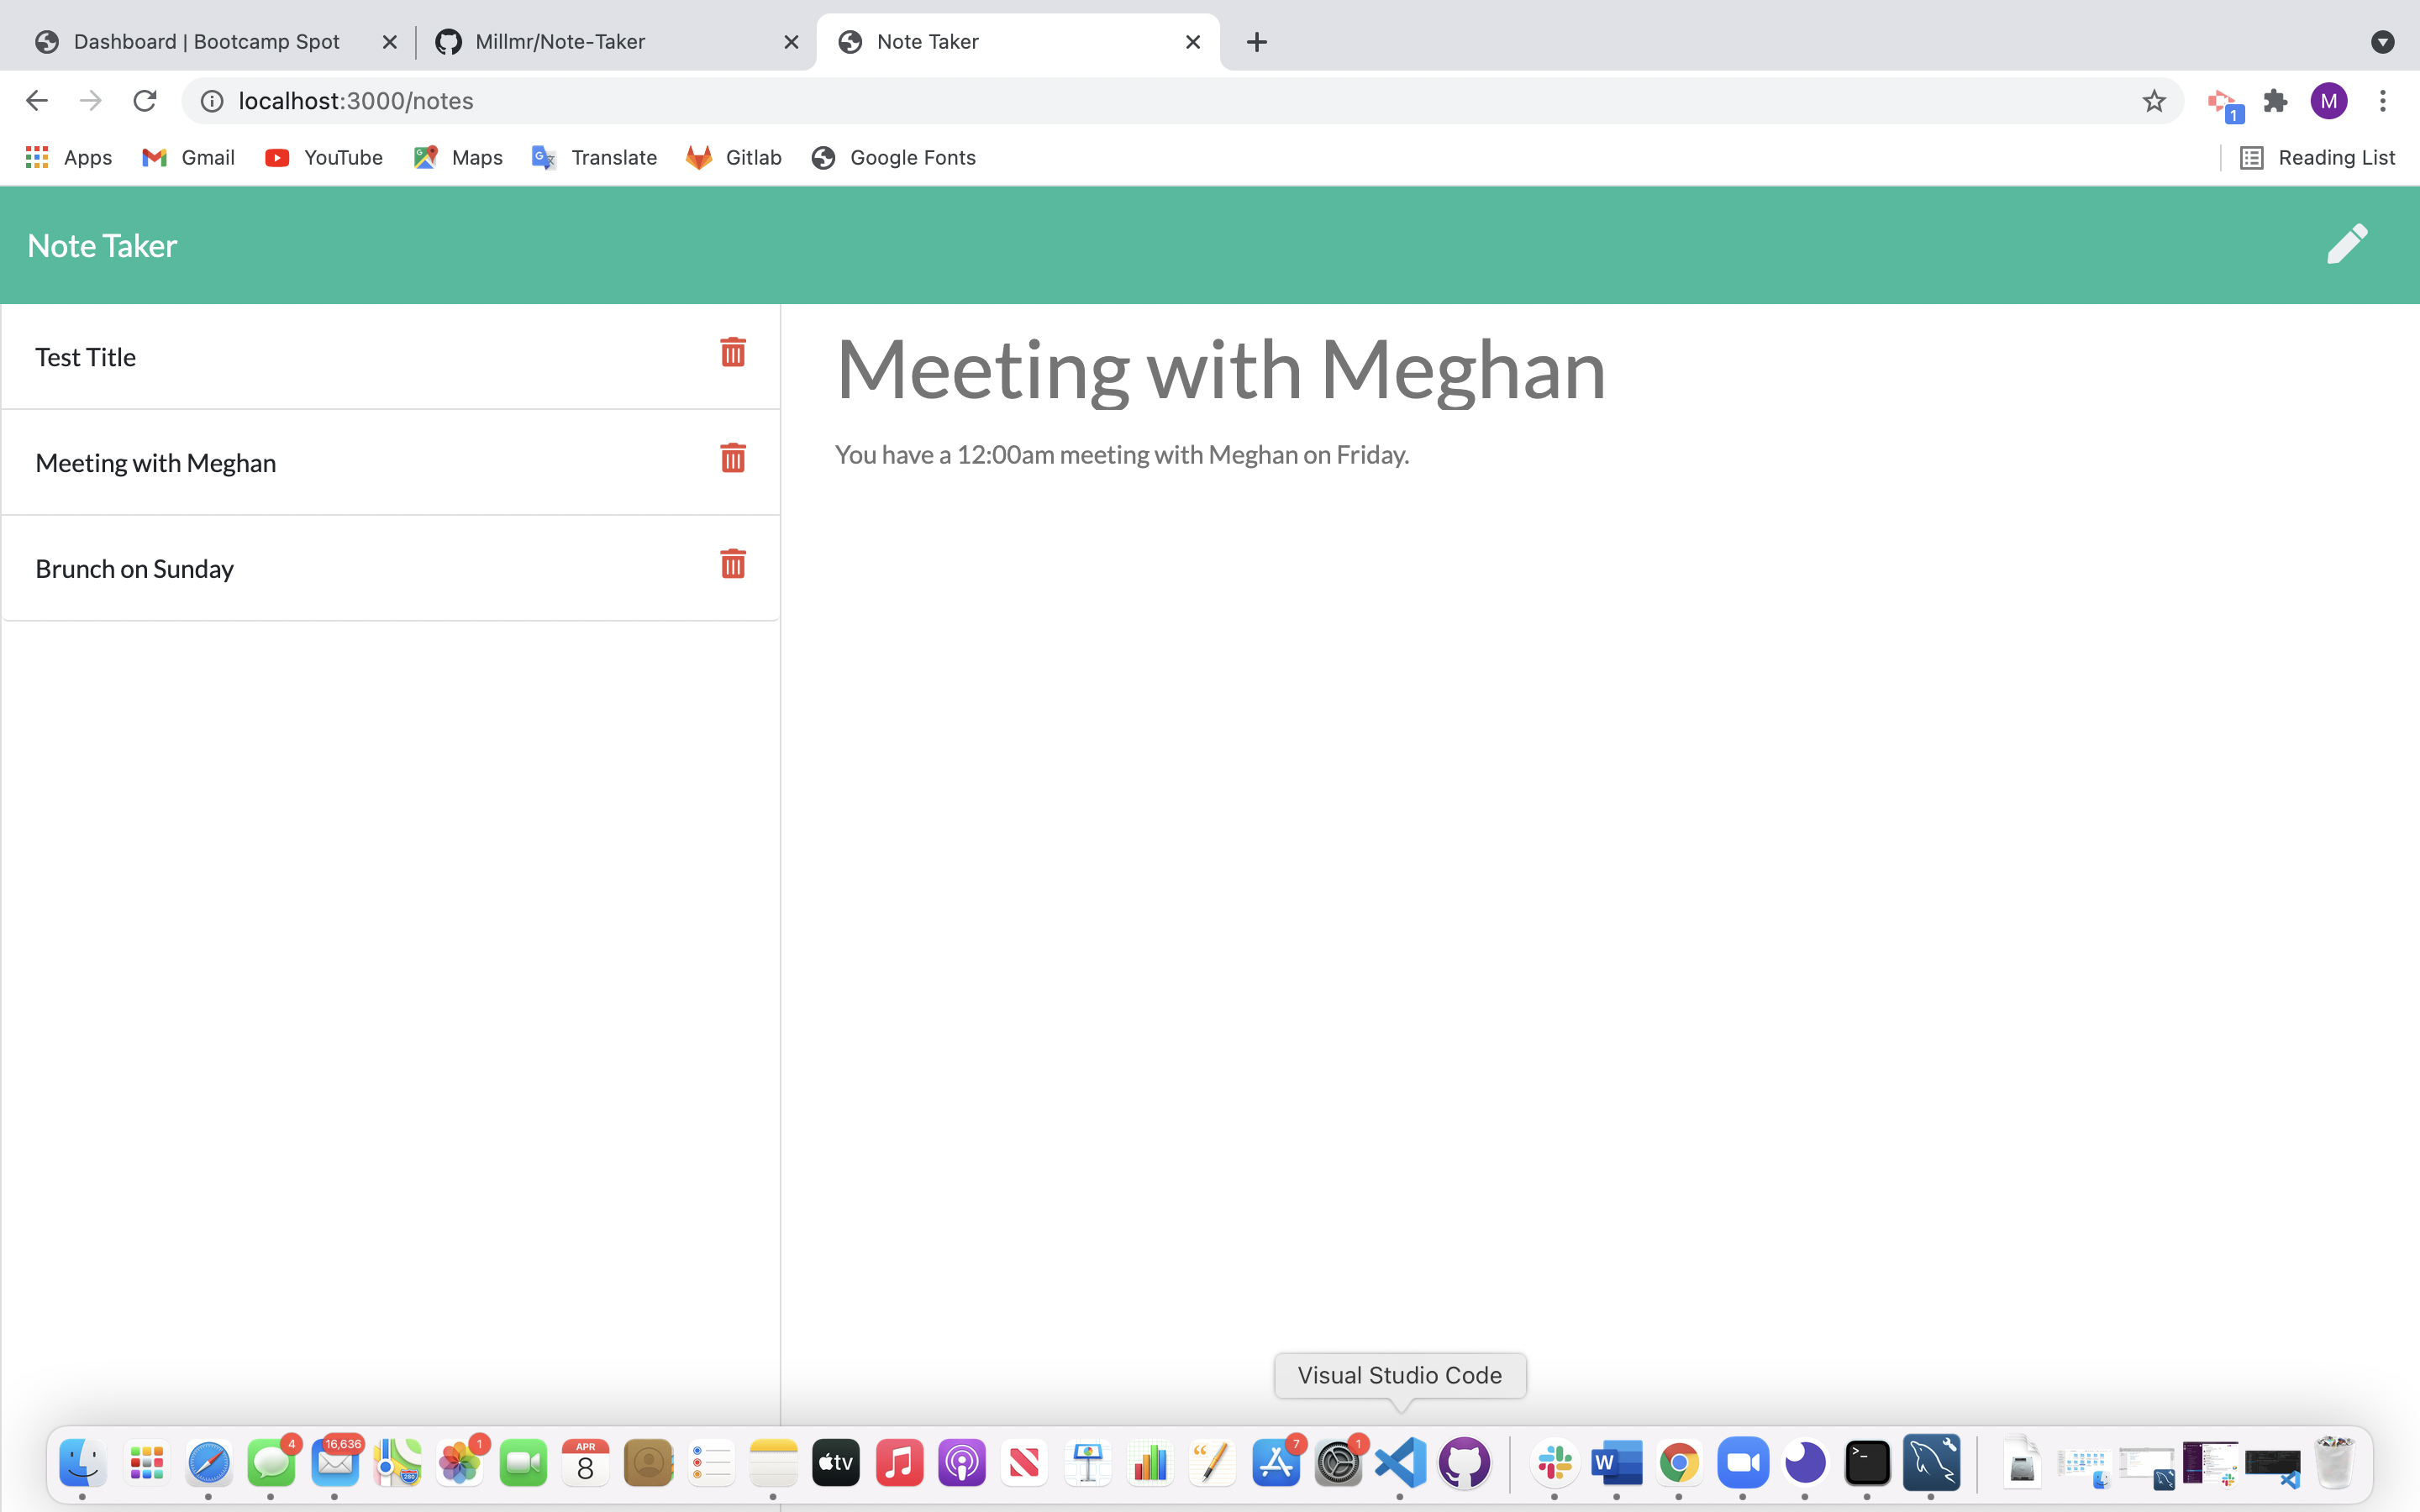 Dashboard | Bootcamp Spot
Millmr/Note-Taker
Note Taker
localhost:3000/notes
1
M
Apps
Gmail
YouTube
Maps
Translate
Gitlab
Google Fonts
Reading List
Note Taker
Test Title
Meeting with Meghan
Brunch on Sunday
Meeting with Meghan
You have a 12:00am meeting with Meghan on Friday.
Visual Studio Code
4
16,636
280
1
APR
8
tv
7
1
W
>_